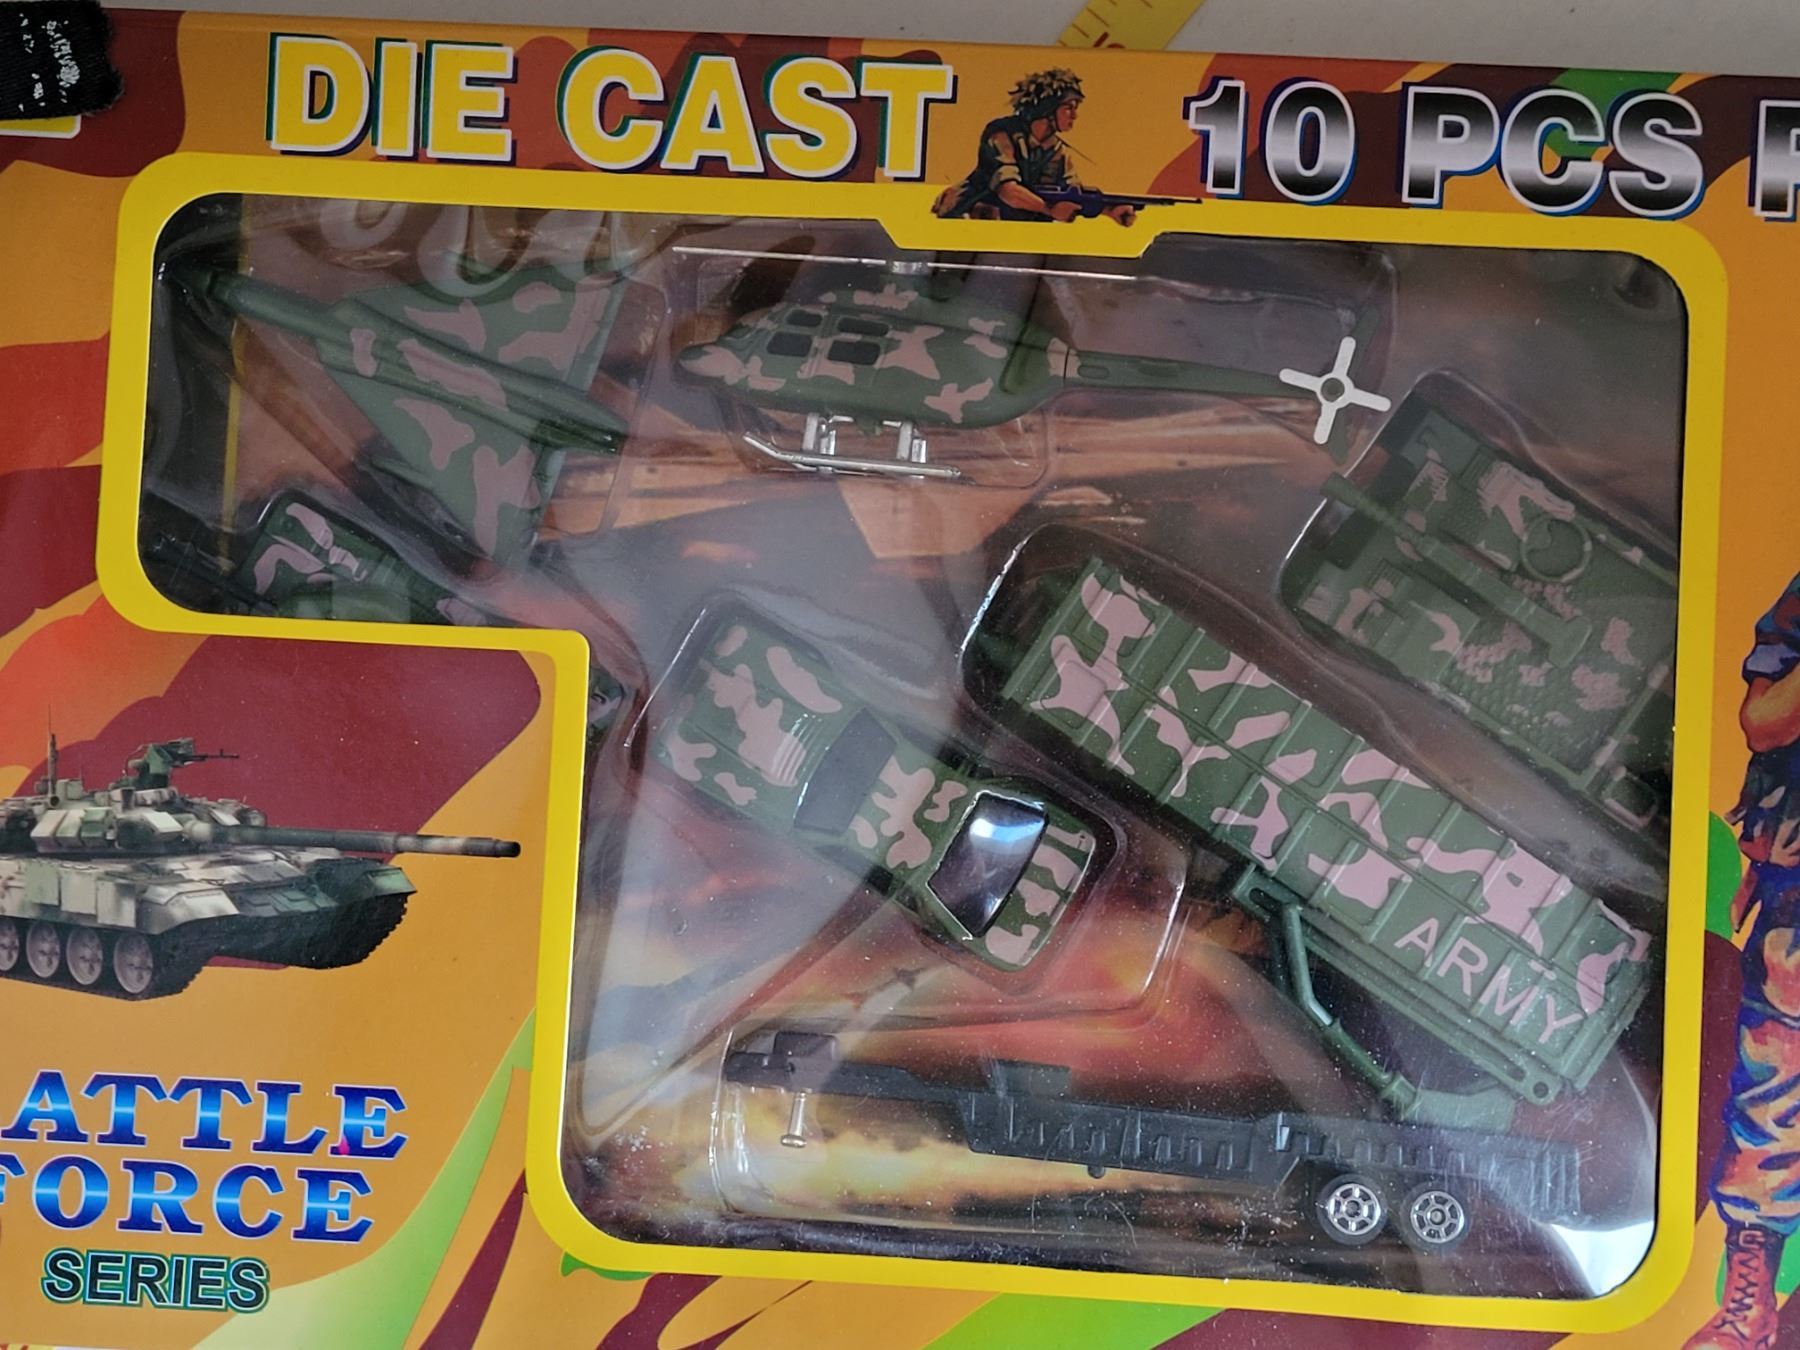 DIE CAST
10 PCS P
ARMY
ATTLE
FORCE
SERIES